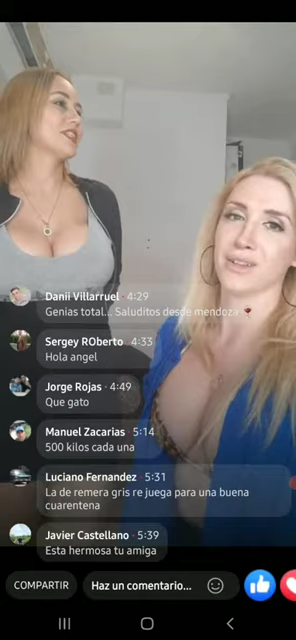 Danii Villarruel 4:29
Genias total... Saluditos desde mendoza 🍷
Sergey ROberto 4:33
Hola angel
Jorge Rojas · 4:49
Que gato
Manuel Zacarias · 5:14
500 kilos cada una
Luciano Fernandez · 5:31
La de remera gris re juega para una buena
cuarentena
Javier Castellano · 5:39
Esta hermosa tu amiga
COMPARTIR
Haz un comentario...